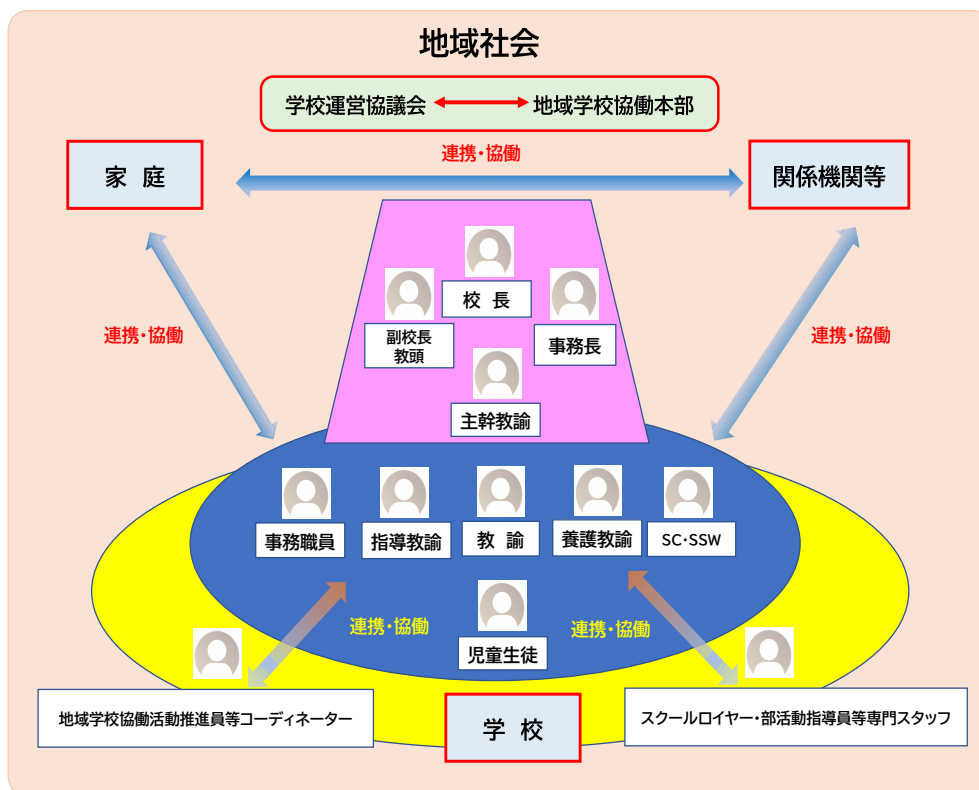 地域社会
学校運営協議会
地域学校協働本部
連携・協働
家 庭
関係機関等
校 長
副校長
教頭
事務長
連携・協働
連携・協働
主幹教諭
事務職員
指導教諭
教 諭
養護教諭
SC・SSW
連携・協働
連携・協働
児童生徒
地域学校協働活動推進員等コーディネーター
スクールロイヤー・部活動指導員等専門スタッフ
学 校